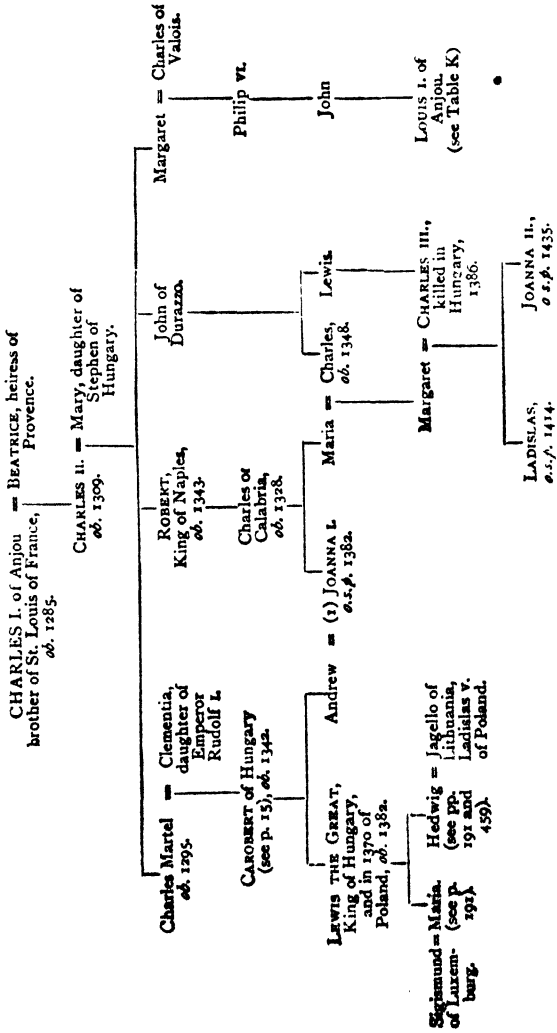 CHARLES I. of Anjou = BEATRICE, heiress of
brother of St. Louis of France, Provence.
ob. 1285.
CHARLES II. = Mary, daughter of
ob. 1309. Stephen of
Hungary.
Charles Martel = Clementia,
ob. 1295. daughter of
Emperor
Rudolf I.
ROBERT,
King of Naples,
ob. 1343.
John of
Durazzo.
Margaret = Charles of
Valois.
CAROBERT of Hungary
(see p. 15), ob. 1342.
Charles of
Calabria,
ob. 1328.
Philip VI.
LEWIS THE GREAT,
King of Hungary,
and in 1370 of
Poland, ob. 1382.
Andrew = (1) JOANNA I.
o.s.p. 1382.
Maria = Charles,
ob. 1348.
Lewis.
John
Sigismund = Maria.
of Luxem- (see p.
burg. 191).
Hedwig = Jagello of
(see pp. Lithuania,
191 and Ladislas V.
459). of Poland.
Margaret = CHARLES III.,
killed in
Hungary,
1386.
LOUIS I. of
Anjou.
(see Table K)
LADISLAS,
o.s.p. 1414.
JOANNA II.,
o s.p. 1435.